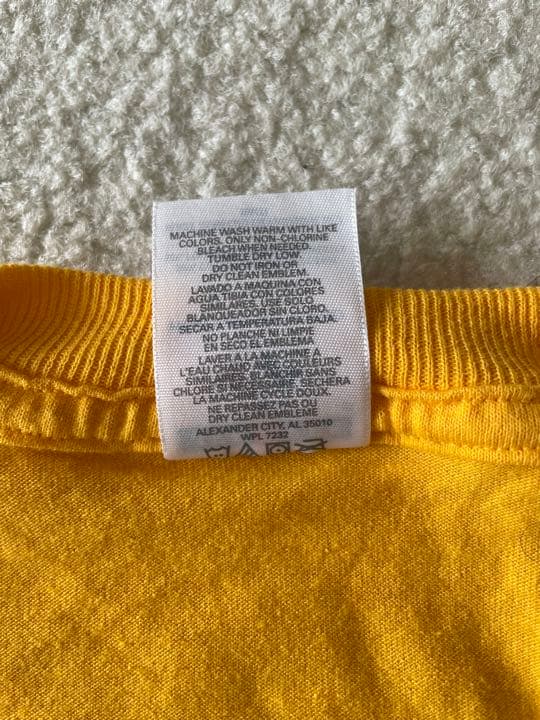 MACHINE WASH WARM WITH LIKE
COLORS. ONLY NON-CHLORINE
BLEACH WHEN NEEDED.
TUMBLE DRY LOW.
DO NOT IRON OR
DRY CLEAN EMBLEM.
LAVADO A MAQUINA CON
AGUA TIBIA CON COLORES
SIMILARES. USE SOLO
BLANQUEADOR SIN CLORO.
SECAR A TEMPERATURA BAJA.
NO PLANCHE NI LIMPIE
EN SECO EL EMBLEMA
LAVER A LA MACHINE A
L'EAU CHAUD AVEC COULEURS
SIMILAIRES. BLANCHIR SANS
CHLORE SI NECESSAIRE, SECHERA
LA MACHINE CYCLE DOUX.
NE REPASSEZ PAS OU
DRY CLEAN EMBLEME
ALEXANDER CITY, AL 35010
WPL 7232